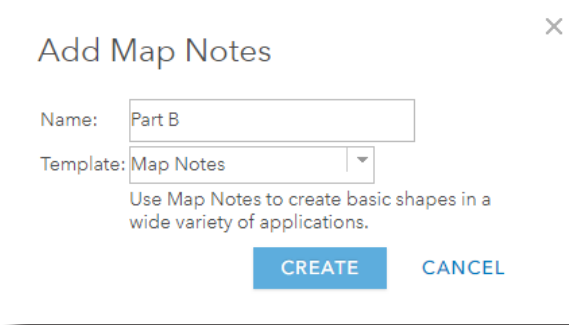 Add Map Notes
Name: Part B
Template: Map Notes
Use Map Notes to create basic shapes in a
wide variety of applications.
CREATE CANCEL